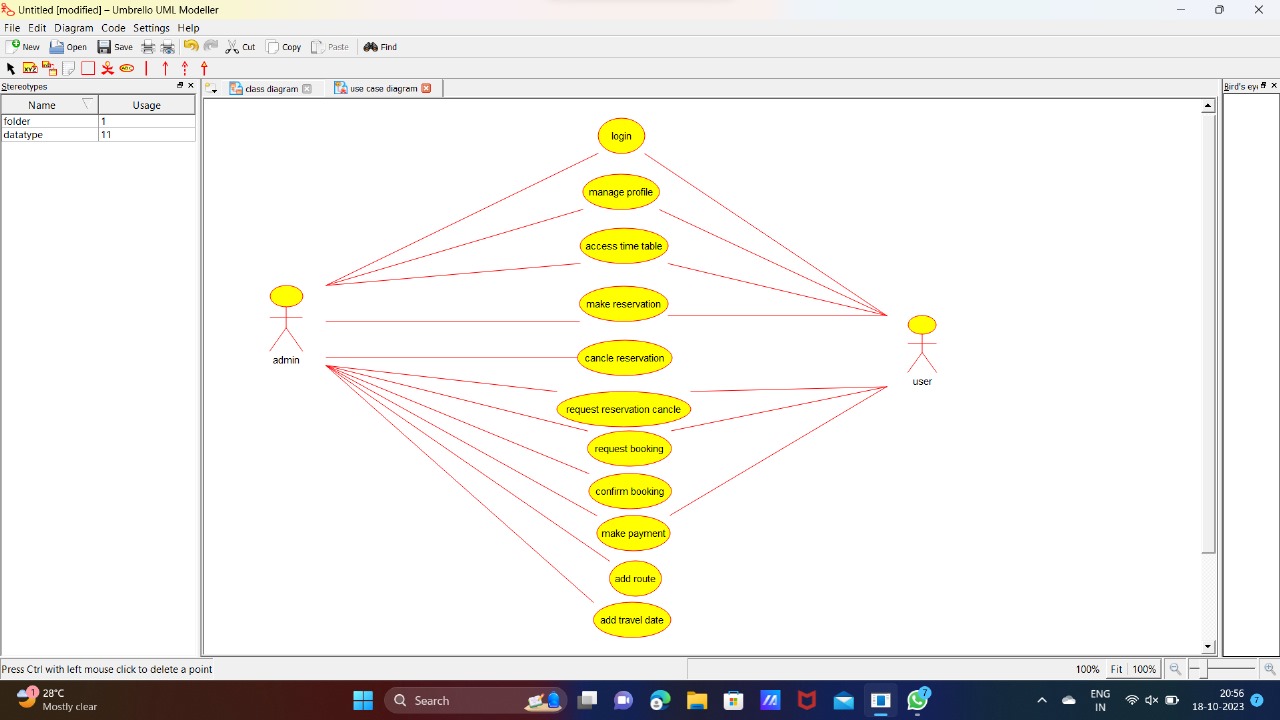 Untitled [modified] – Umbrello UML Modeller
File Edit Diagram Code Settings Help
New Open Save Cut Copy Paste Find
Stereotypes
class diagram use case diagram
Bird's eye
Name Usage
folder 1
datatype 11
login
manage profile
access time table
make reservation
admin
user
cancle reservation
request reservation cancle
request booking
confirm booking
make payment
add route
add travel date
Press Ctrl with left mouse click to delete a point
100% Fit 100%
1
28°C
Mostly clear
Search
7
ENG
IN
20:56
18-10-2023
7